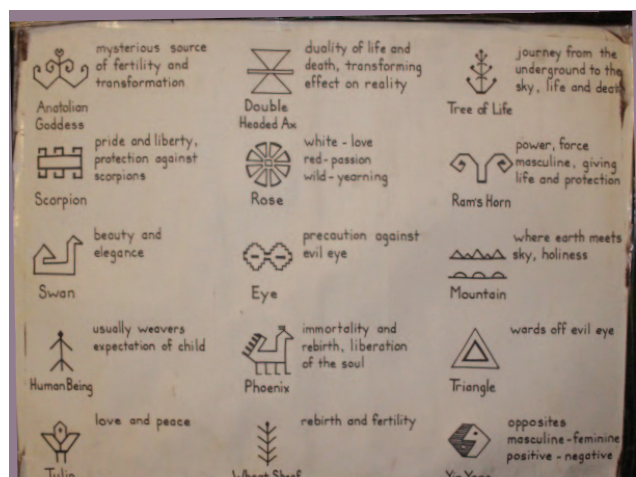 mysterious source
of fertility and
transformation
Anatolian
Goddess
duality of life and
death, transforming
effect on reality
Double
Headed Ax
journey from the
underground to the
sky, life and death
Tree of Life
pride and liberty,
protection against
scorpions
Scorpion
white - love
red - passion
wild - yearning
Rose
power, force
masculine, giving
life and protection
Ram's Horn
beauty and
elegance
Swan
precaution against
evil eye
Eye
where earth meets
sky, holiness
Mountain
usually weavers
expectation of child
Human Being
immortality and
rebirth, liberation
of the soul
Phoenix
wards off evil eye
Triangle
love and peace
Tulip
rebirth and fertility
Wheat Sheaf
opposites
masculine - feminine
positive - negative
Yin Yang